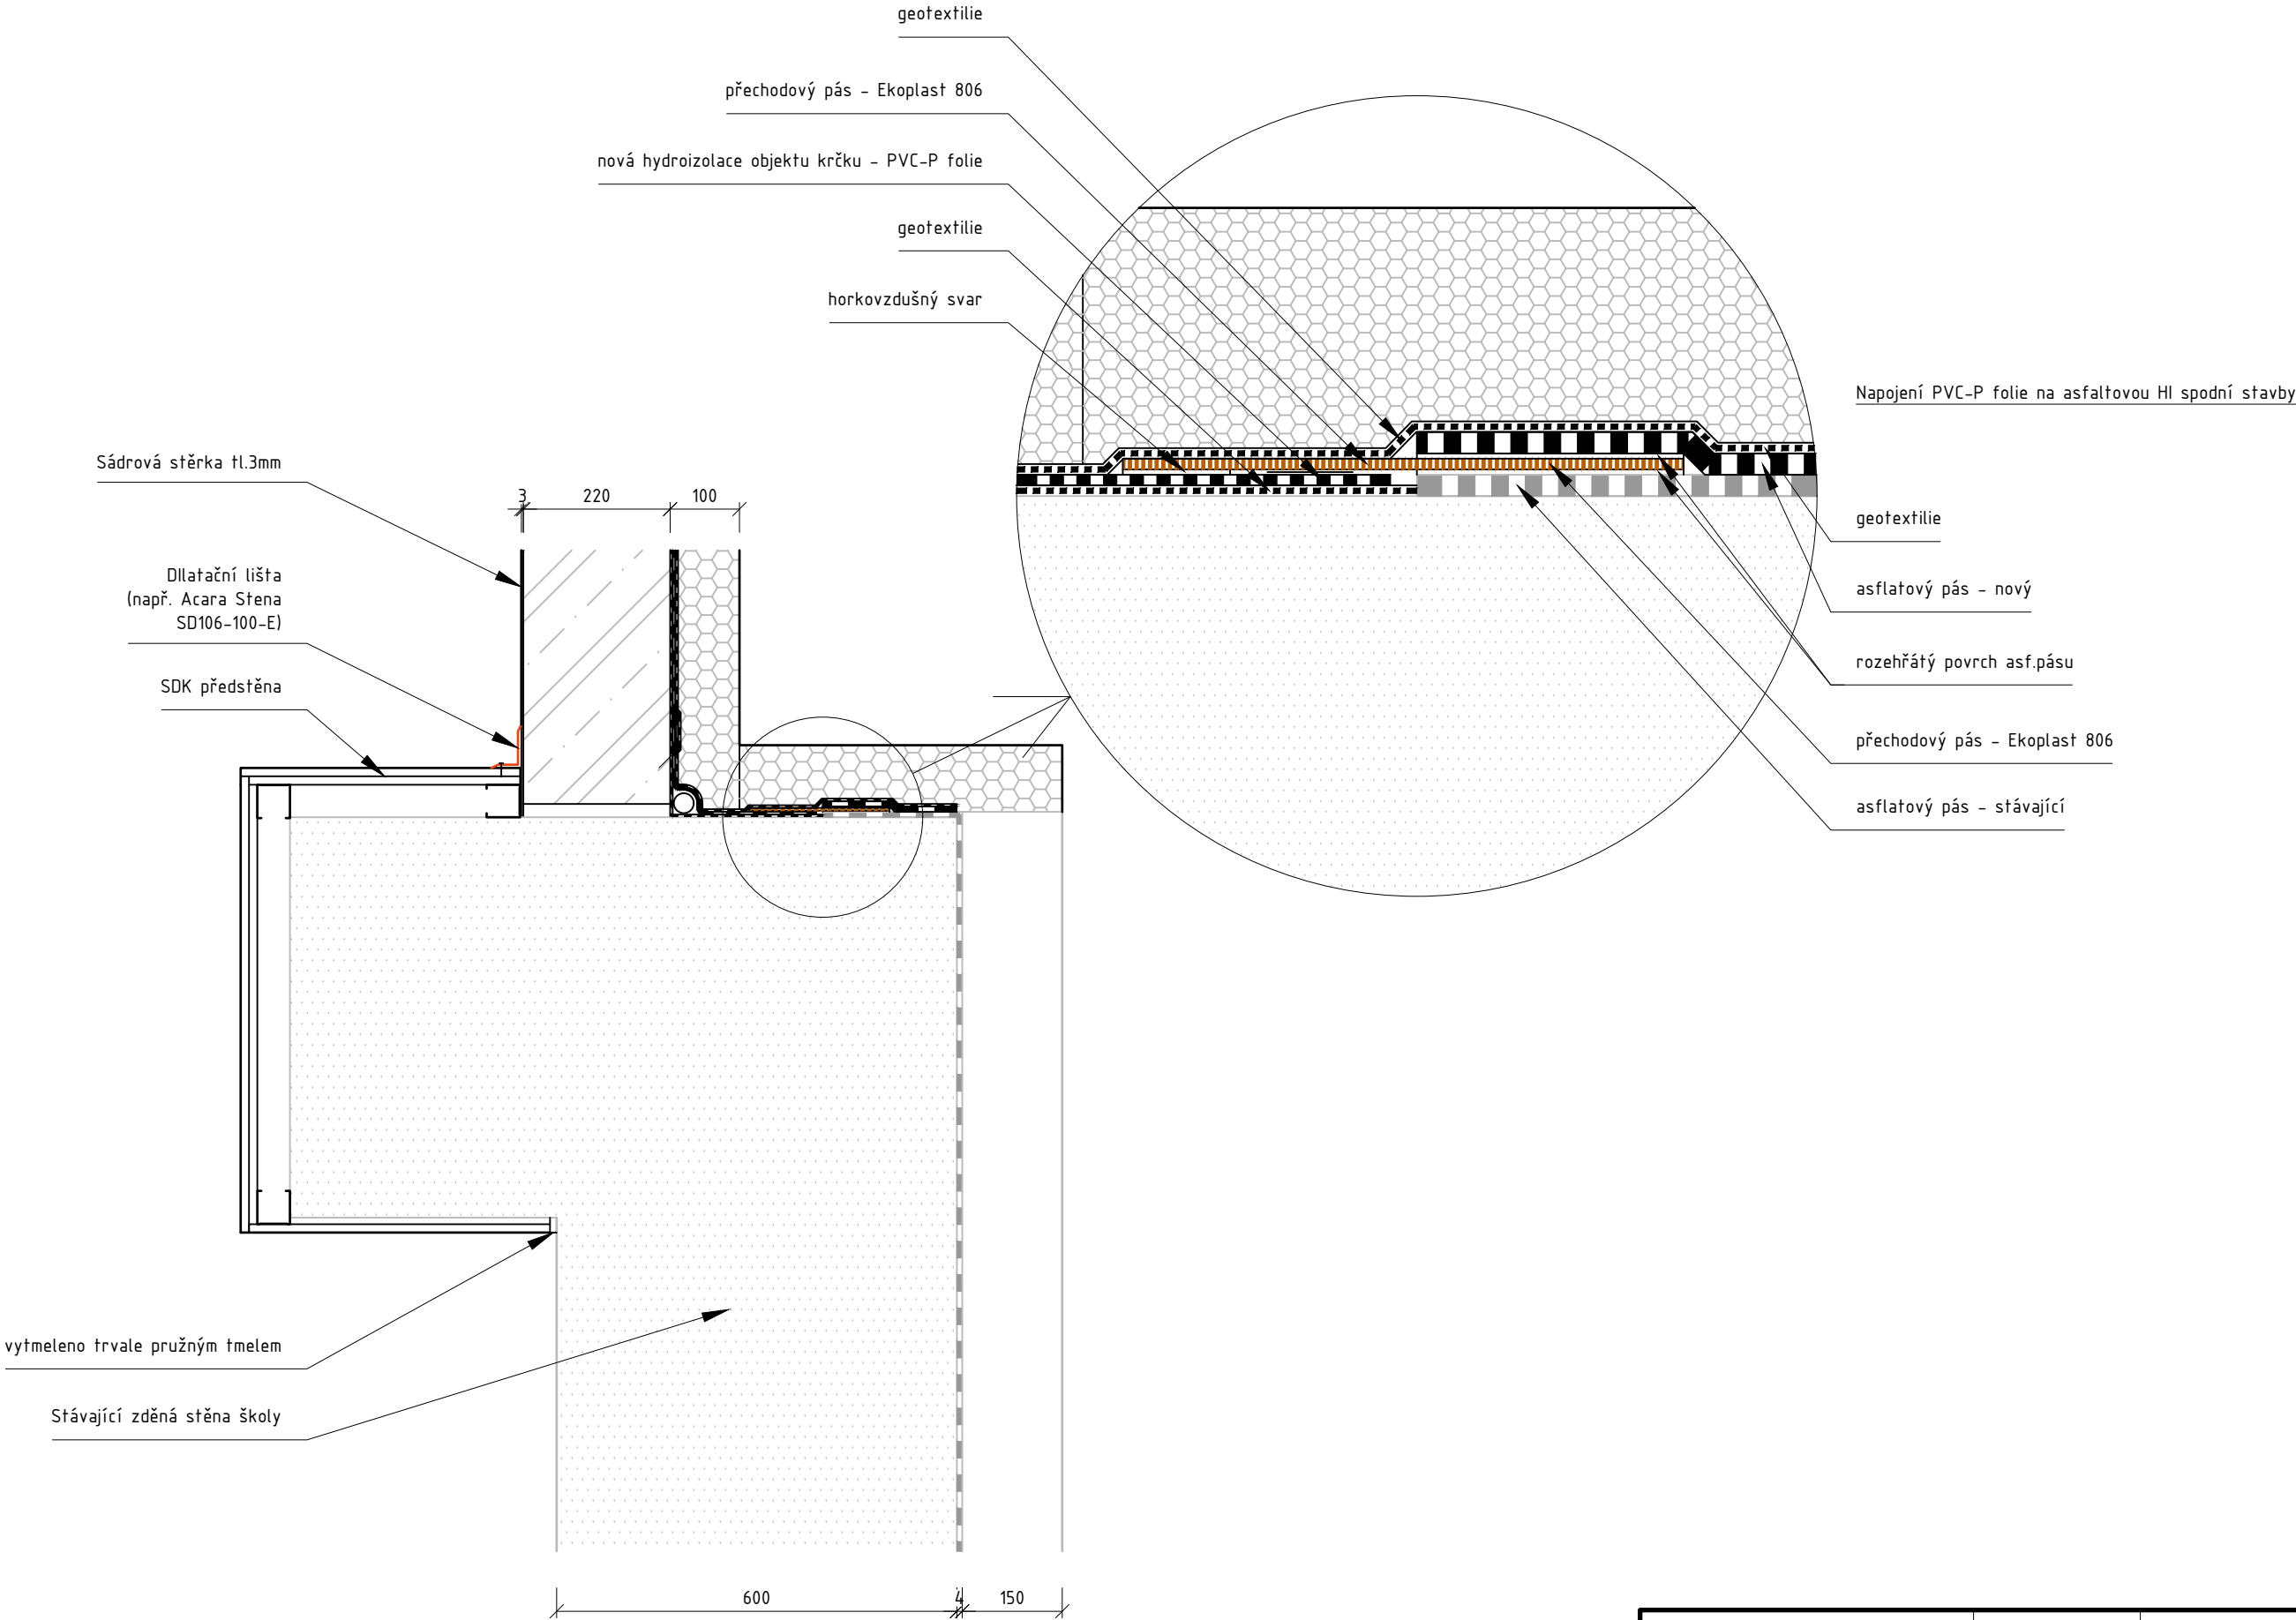 geotextilie
přechodový pás - Ekoplast 806
nová hydroizolace objektu krčku - PVC-P folie
geotextilie
horkovzdušný svar
Napojení PVC-P folie na asfaltovou HI spodní stavby
Sádrová stěrka tl.3mm
3
220
100
geotextilie
DIlatační lišta
(např. Acara Stena
SD106-100-E)
asflatový pás - nový
rozehřátý povrch asf.pásu
SDK předstěna
přechodový pás - Ekoplast 806
asflatový pás - stávající
vytmeleno trvale pružným tmelem
Stávající zděná stěna školy
600
4
150